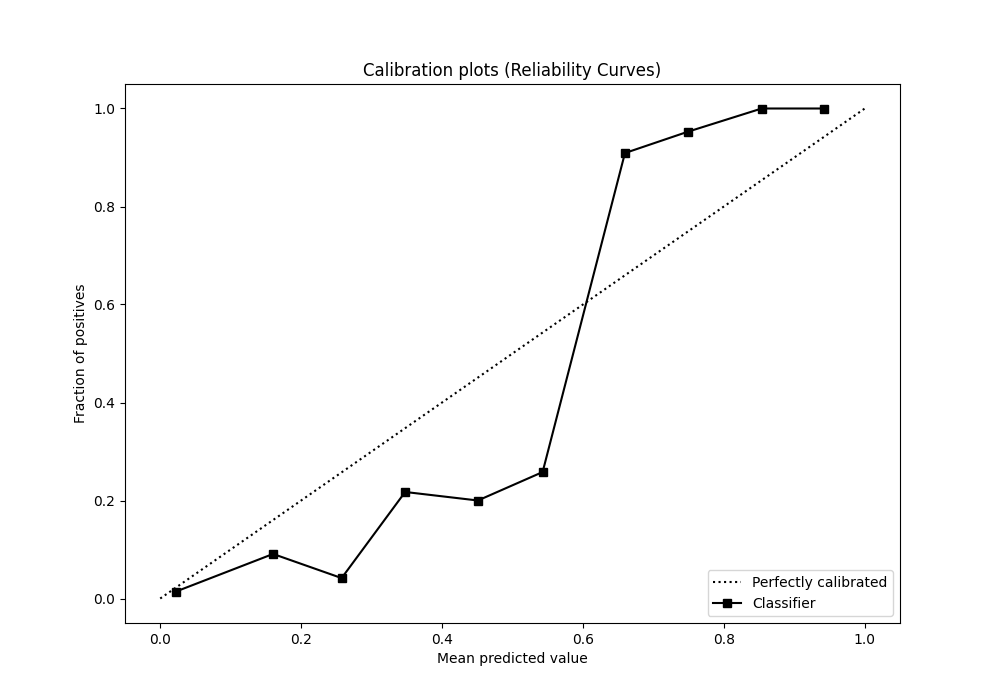 Calibration plots (Reliability Curves)
1.0
0.8
0.6
0.4
0.2
0.0
Fraction of positives
0.0 0.2 0.4 0.6 0.8 1.0
Mean predicted value
Perfectly calibrated
Classifier